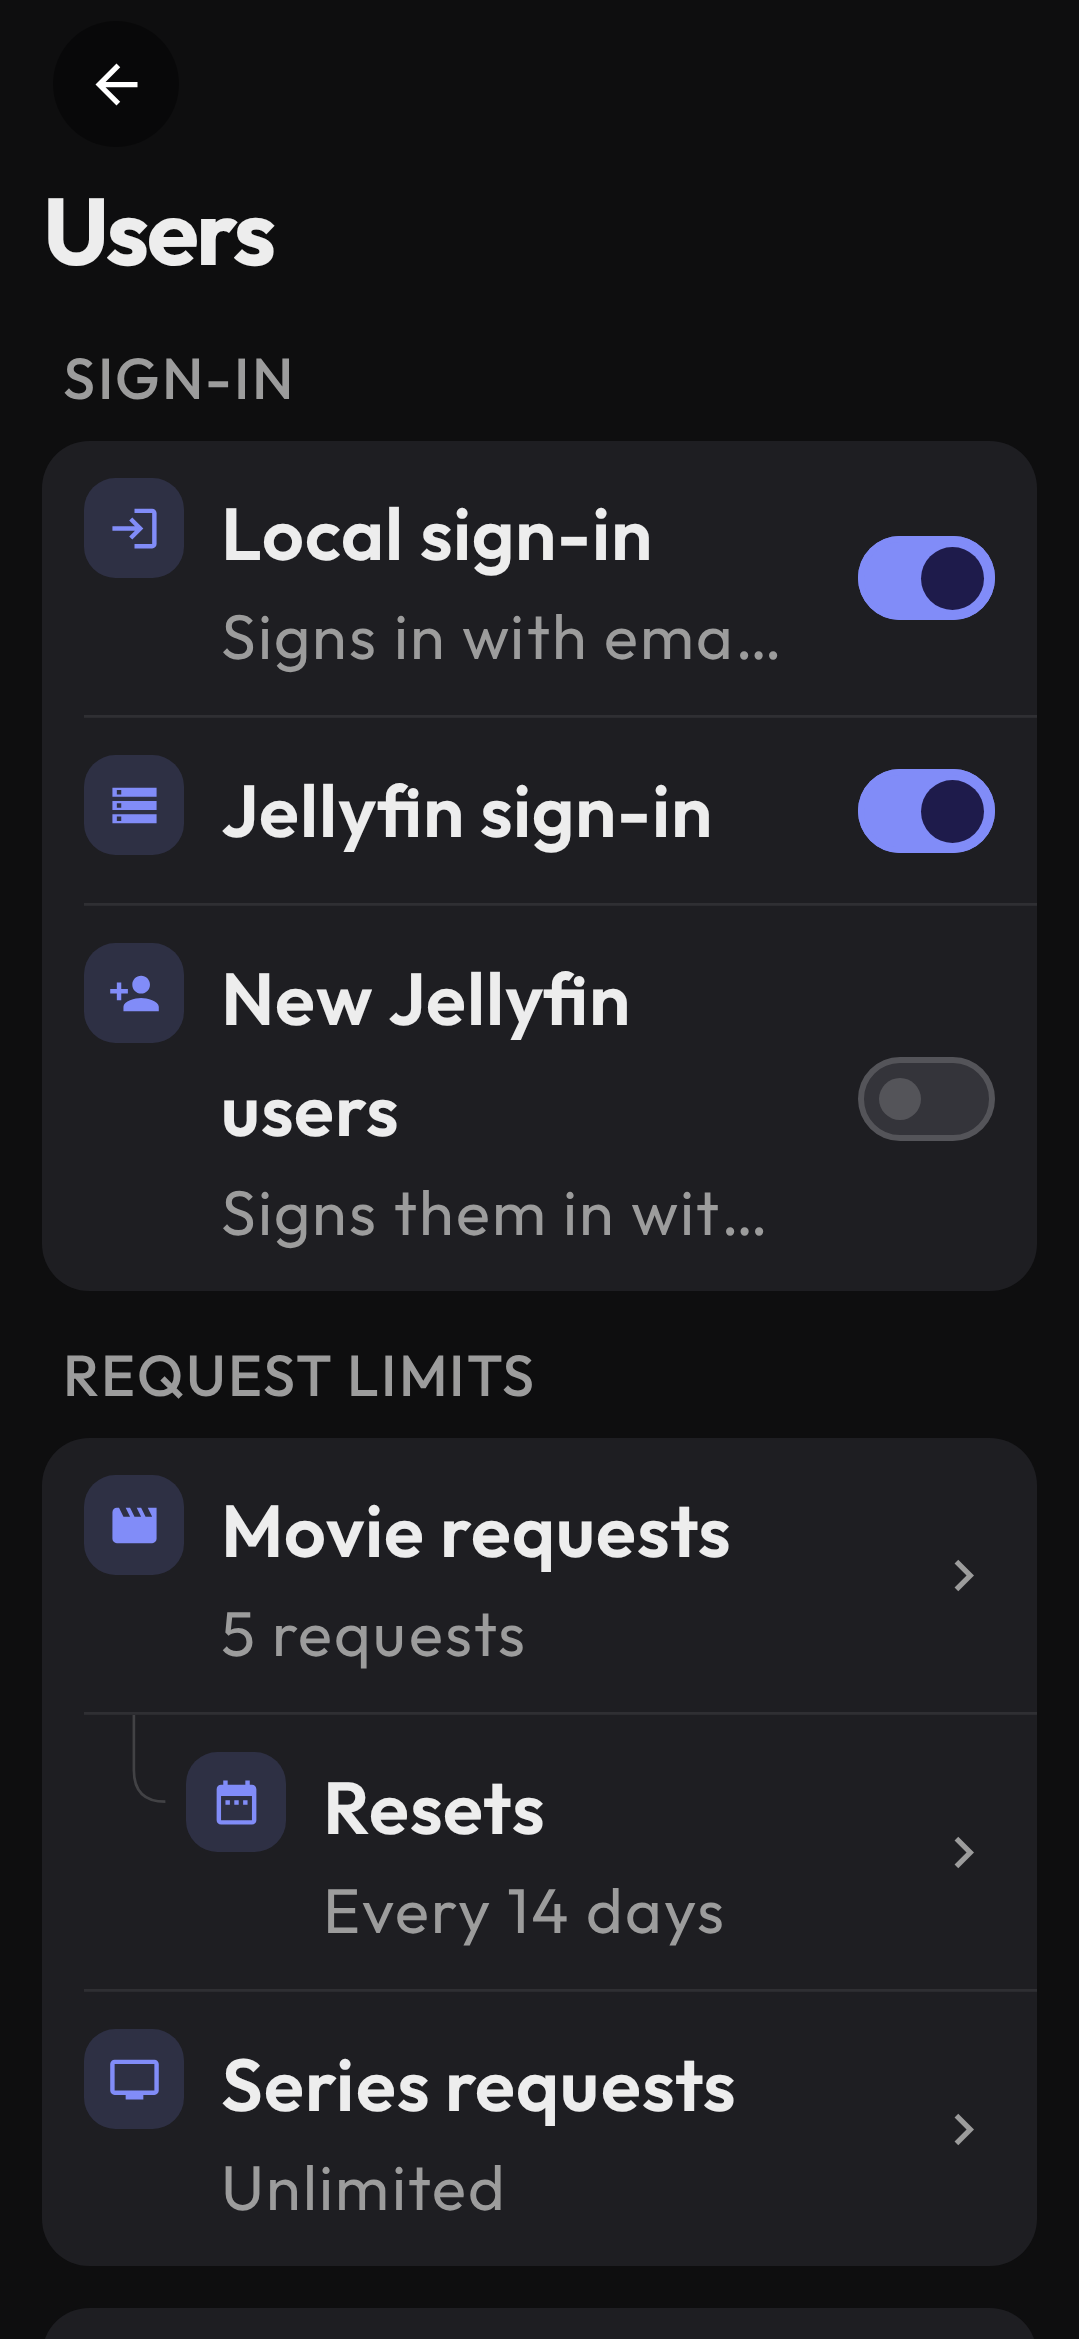 Users
SIGN-IN
Local sign-in
Signs in with ema...
Jellyfin sign-in
New Jellyfin
users
Signs them in wit...
REQUEST LIMITS
Movie requests
5 requests
Resets
Every 14 days
Series requests
Unlimited